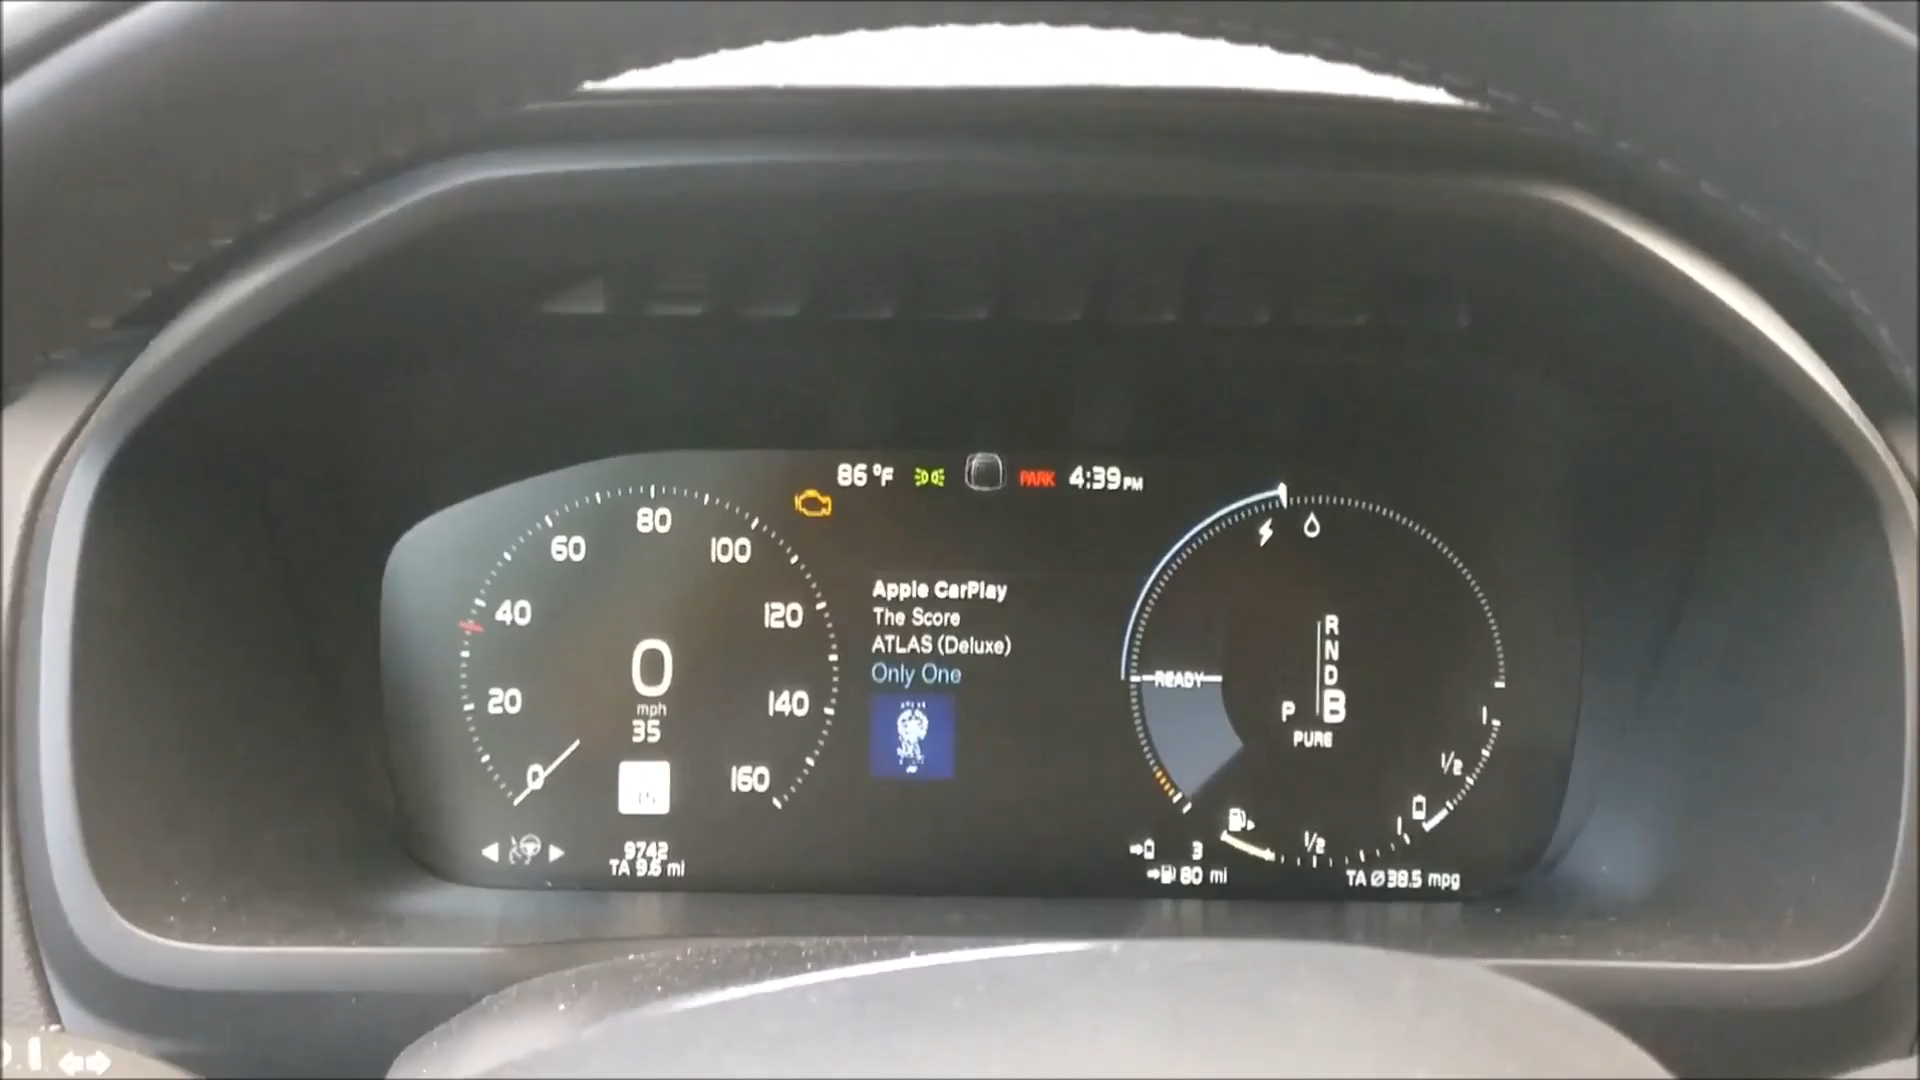 86 °F PARK 4:39 PM
0
20
40
60
80
100
120
140
160
0
mph
35
9742
TA 9.6 mi
Apple CarPlay
The Score
ATLAS (Deluxe)
Only One
READY
R
N
D
P B
PURE
1
1/2
1
1/2
3
80 mi
TA Ø 38.5 mpg